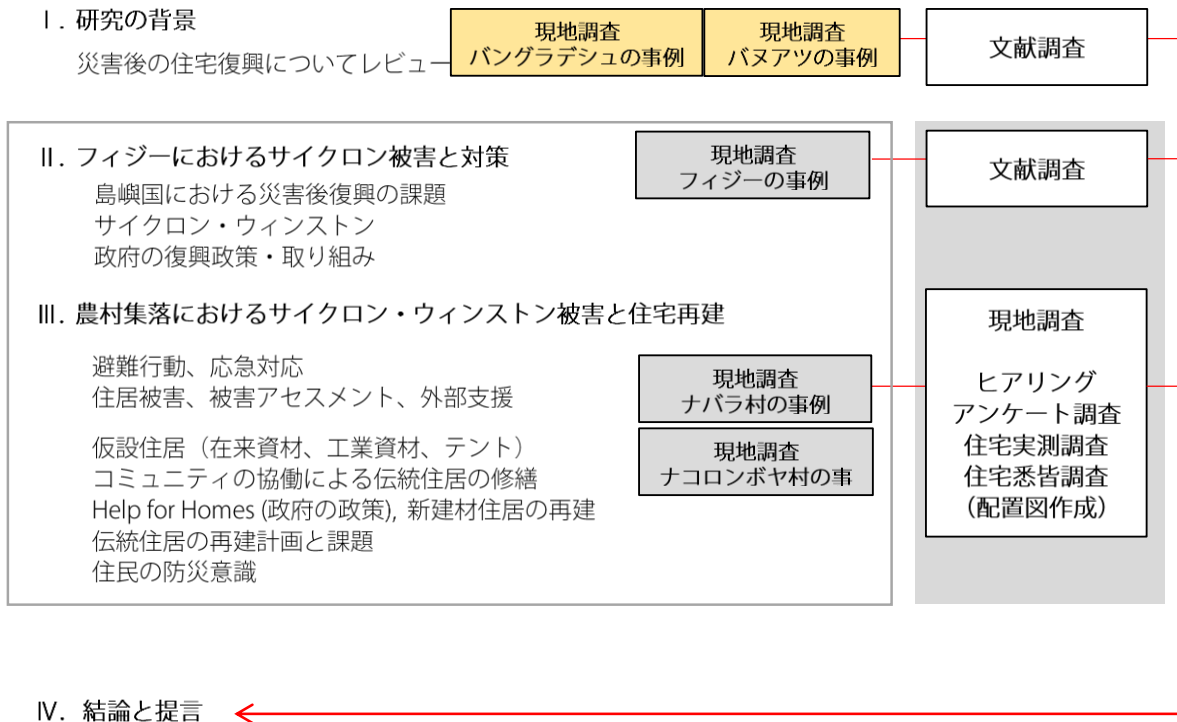 Ⅰ. 研究の背景
災害後の住宅復興についてレビュー
現地調査
バングラデシュの事例
現地調査
バヌアツの事例
文献調査
Ⅱ. フィジーにおけるサイクロン被害と対策
島嶼国における災害後復興の課題
サイクロン・ウィンストン
政府の復興政策・取り組み
現地調査
フィジーの事例
文献調査
Ⅲ. 農村集落におけるサイクロン・ウィンストン被害と住宅再建
避難行動、応急対応
住居被害、被害アセスメント、外部支援
現地調査
ナバラ村の事例
仮設住居（在来資材、工業資材、テント）
コミュニティの協働による伝統住居の修繕
Help for Homes (政府の政策), 新建材住居の再建
伝統住居の再建計画と課題
住民の防災意識
現地調査
ナコロンボヤ村の事
現地調査
ヒアリング
アンケート調査
住宅実測調査
住宅悉皆調査
（配置図作成）
Ⅳ. 結論と提言